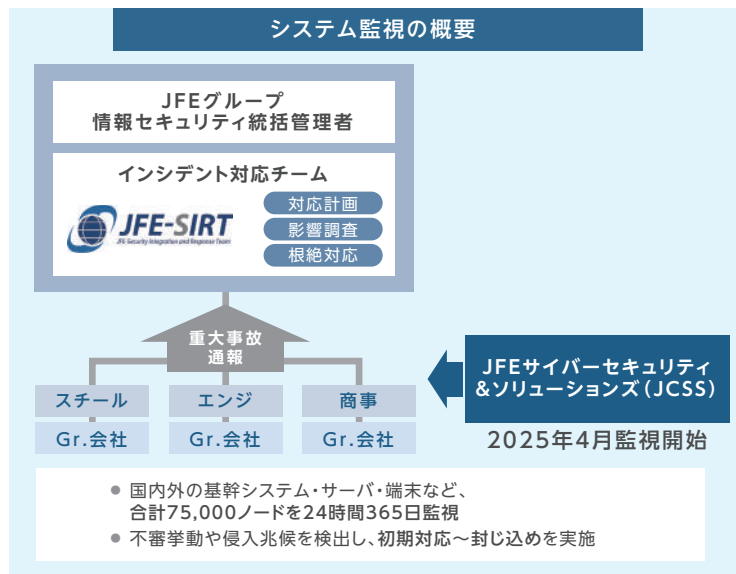 システム監視の概要
JFEグループ
情報セキュリティ統括管理者
インシデント対応チーム
JFE-SIRT
JFE Security Integration and Response Team
対応計画
影響調査
根絶対応
重大事故
通報
スチール
エンジ
商事
Gr.会社
Gr.会社
Gr.会社
JFEサイバーセキュリティ
&ソリューションズ(JCSS)
2025年4月監視開始
● 国内外の基幹システム・サーバ・端末など、
合計75,000ノードを24時間365日監視
● 不審挙動や侵入兆候を検出し、初期対応～封じ込めを実施